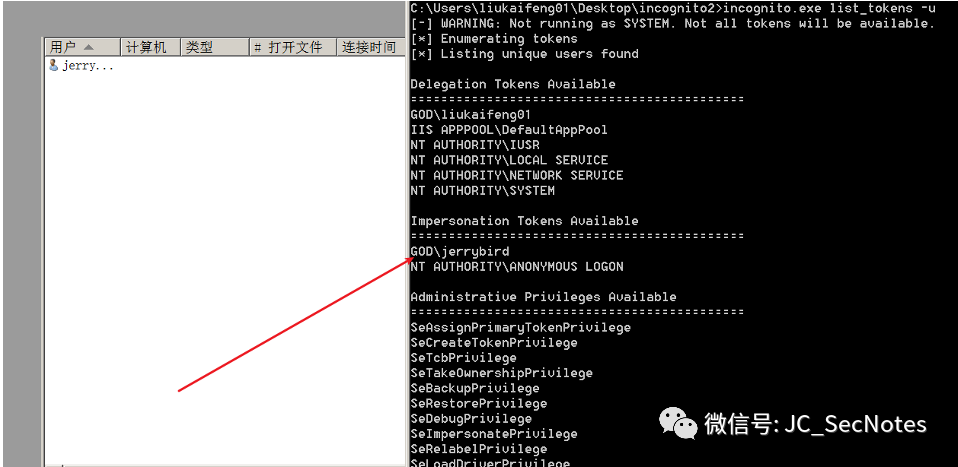 用户 计算机 类型 # 打开文件 连接时间
jerry...
C:\Users\liukaifeng01\Desktop\incognito2>incognito.exe list_tokens -u
[-] WARNING: Not running as SYSTEM. Not all tokens will be available.
[*] Enumerating tokens
[*] Listing unique users found
Delegation Tokens Available
============================================
GOD\liukaifeng01
IIS APPPOOL\DefaultAppPool
NT AUTHORITY\IUSR
NT AUTHORITY\LOCAL SERVICE
NT AUTHORITY\NETWORK SERVICE
NT AUTHORITY\SYSTEM
Impersonation Tokens Available
============================================
GOD\jerrybird
NT AUTHORITY\ANONYMOUS LOGON
Administrative Privileges Available
============================================
SeAssignPrimaryTokenPrivilege
SeCreateTokenPrivilege
SeTcbPrivilege
SeTakeOwnershipPrivilege
SeBackupPrivilege
SeRestorePrivilege
SeDebugPrivilege
SeImpersonatePrivilege
SeRelabelPrivilege
SeLoadDriverPrivilege
微信号: JC_SecNotes